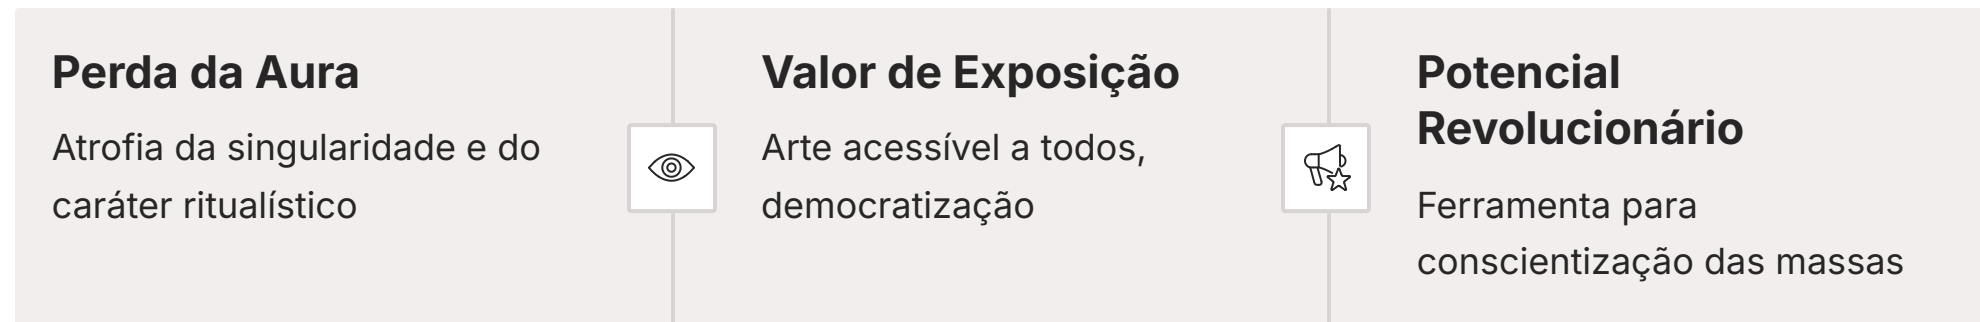 Perda da Aura
Atrofia da singularidade e do
caráter ritualístico
Valor de Exposição
Arte acessível a todos,
democratização
Potencial
Revolucionário
Ferramenta para
conscientização das massas